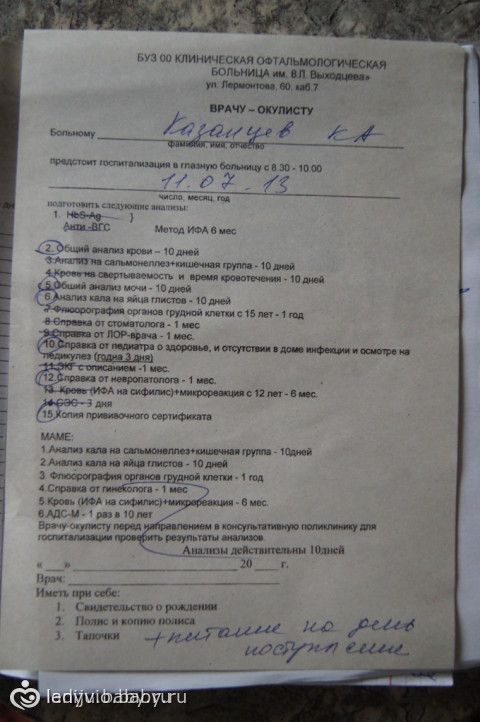 БУЗ ОО КЛИНИЧЕСКАЯ ОФТАЛЬМОЛОГИЧЕСКАЯ
БОЛЬНИЦА им. В.П. Выходцева»
ул. Лермонтова, 60, каб.7
ВРАЧУ – ОКУЛИСТУ
Больному Казанцев КА
фамилия, имя, отчество
предстоит госпитализация в глазную больницу с 8.30 - 10.00
11.07.13
число, месяц, год
подготовить следующие анализы:
1. HbS-Ag }
Анти -ВГС Метод ИФА 6 мес
2. Общий анализ крови – 10 дней
3.Анализ на сальмонеллез+кишечная группа - 10 дней
4.Кровь на свертываемость и время кровотечения - 10 дней
5.Общий анализ мочи - 10 дней
6.Анализ кала на яйца глистов - 10 дней
7.Флюорография органов грудной клетки с 15 лет - 1 год
8.Справка от стоматолога - 1 мес
9.Справка от ЛОР-врача - 1 мес.
10.Справка от педиатра о здоровье, и отсутствии в доме инфекции и осмотре на
педикулез (годна 3 дня)
11.ЭКГ с описанием -1 мес.
12.Справка от невропатолога - 1 мес.
13. Кровь (ИФА на сифилис)+микрореакция с 12 лет - 6 мес.
14.СЭС - 3 дня
15.Копия прививочного сертификата
МАМЕ:
1.Анализ кала на сальмонеллез+кишечная группа - 10дней
2.Анализ кала на яйца глистов - 10 дней
3. Флюорография органов грудной клетки - 1 год
4.Справка от гинеколога - 1 мес
5.Кровь (ИФА на сифилис)+микрореакция - 6 мес.
6.АДС-М - 1 раз в 10 лет
Врачу-окулисту перед направлением в консультативную поликлинику для
госпитализации проверить результаты анализов.
Анализы действительны 10дней
« ___» ____________ 20 ____ г.
Врач: ____________
Иметь при себе:
1. Свидетельство о рождении
2. Полис и копию полиса
3. Тапочки
+питание на день
поступление
ledyvio.baby.ru